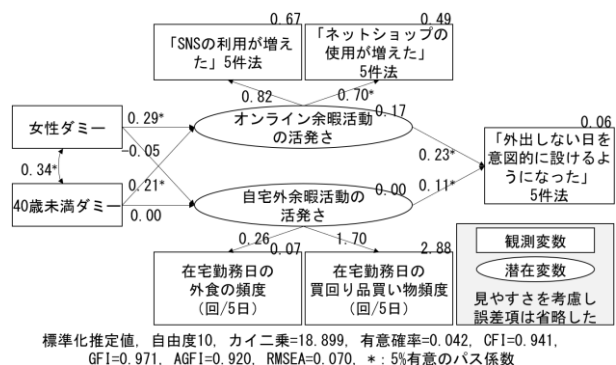 0.67
0.49
「SNSの利用が増えた」
5件法
「ネットショップの
使用が増えた」
5件法
0.82
0.70*
0.17
0.06
女性ダミー
0.29*
オンライン余暇活動
の活発さ
-0.05
0.34*
0.23*
「外出しない日を
意図的に設けるよ
うになった」
5件法
0.21*
0.00
0.11*
40歳未満ダミー
0.00
自宅外余暇活動の
活発さ
0.26
0.07
1.70
2.88
在宅勤務日の
外食の頻度
(回/5日)
在宅勤務日の
買回り品買い物頻度
(回/5日)
観測変数
潜在変数
見やすさを考慮し
誤差項は省略した
標準化推定値, 自由度10, カイ二乗=18.899, 有意確率=0.042, CFI=0.941,
GFI=0.971, AGFI=0.920, RMSEA=0.070, *：5%有意のパス係数